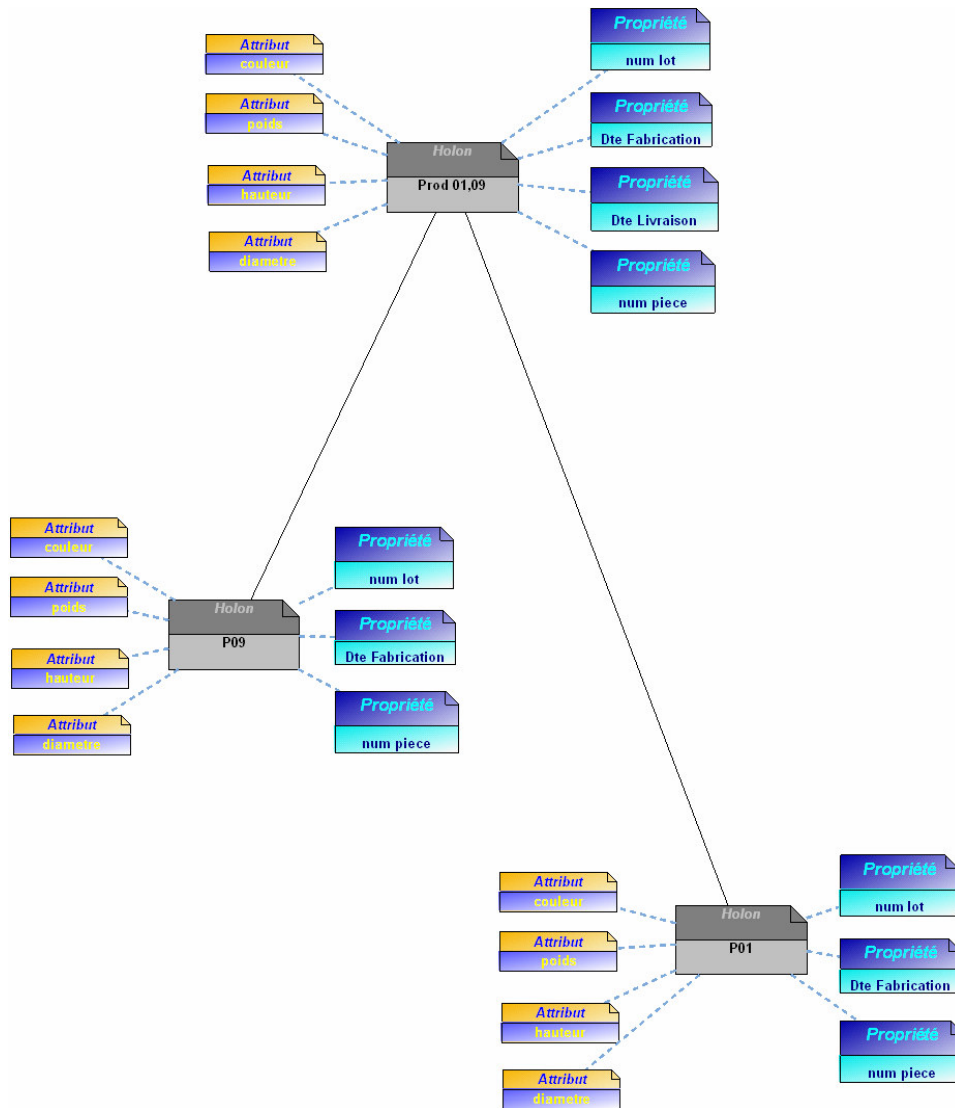 Attribut
couleur
Attribut
poids
Attribut
hauteur
Attribut
diametre
Holon
Prod 01,09
Propriété
num lot
Propriété
Dte Fabrication
Propriété
Dte Livraison
Propriété
num piece
Attribut
couleur
Attribut
poids
Attribut
hauteur
Attribut
diametre
Holon
P09
Propriété
num lot
Propriété
Dte Fabrication
Propriété
num piece
Attribut
couleur
Attribut
poids
Attribut
hauteur
Attribut
diametre
Holon
P01
Propriété
num lot
Propriété
Dte Fabrication
Propriété
num piece